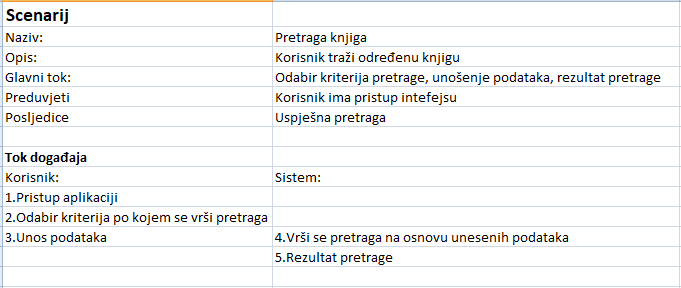 Scenarij
Naziv: Pretraga knjiga
Opis: Korisnik traži određenu knjigu
Glavni tok: Odabir kriterija pretrage, unošenje podataka, rezultat pretrage
Preduvjeti Korisnik ima pristup intefejsu
Posljedice Uspješna pretraga
Tok događaja
Korisnik: Sistem:
1.Pristup aplikaciji
2.Odabir kriterija po kojem se vrši pretraga
3.Unos podataka 4.Vrši se pretraga na osnovu unesenih podataka
5.Rezultat pretrage